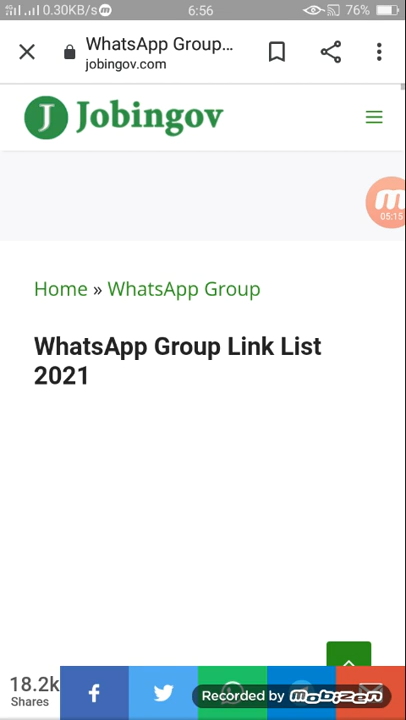 0.30KB/s
6:56
76%
WhatsApp Group...
jobingov.com
J Jobingov
05:15
Home » WhatsApp Group
WhatsApp Group Link List
2021
18.2k
Shares
Recorded by mobizen